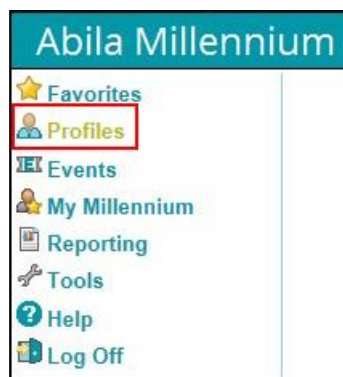 Abila Millennium
Favorites
Profiles
Events
My Millennium
Reporting
Tools
Help
Log Off